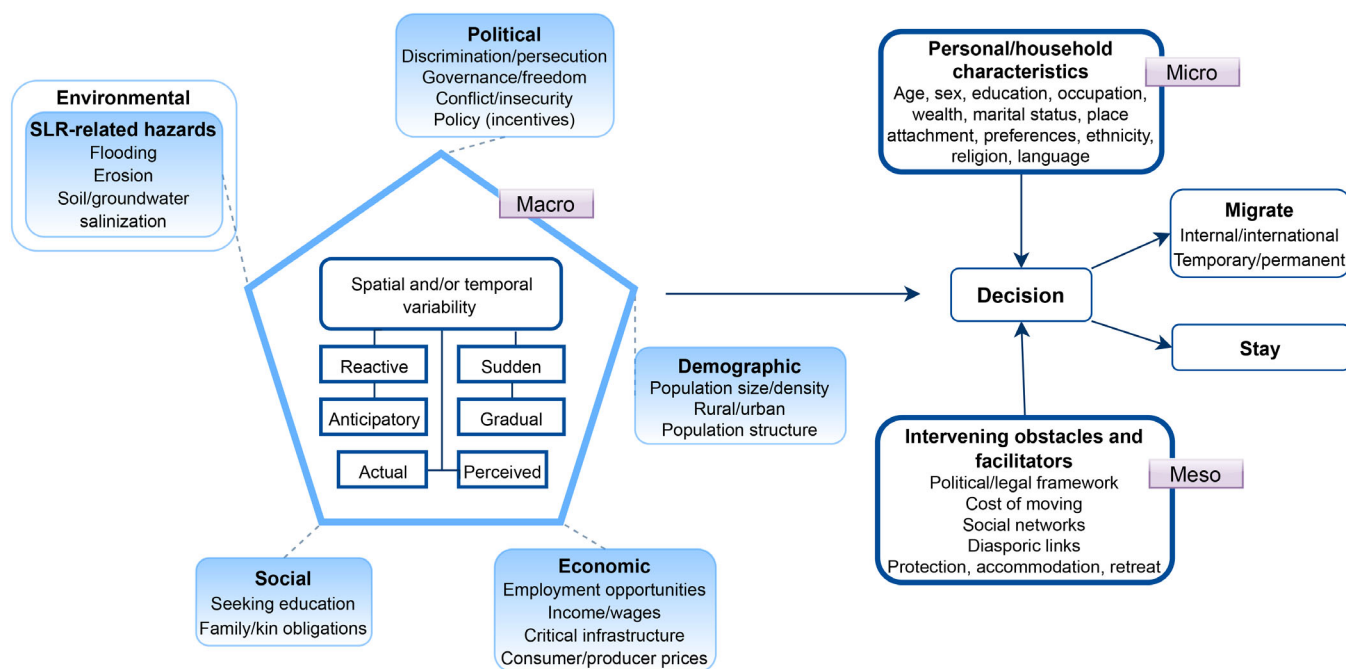 Political
Discrimination/persecution
Governance/freedom
Conflict/insecurity
Policy (incentives)
Environmental
SLR-related hazards
Flooding
Erosion
Soil/groundwater
salinization
Macro
Spatial and/or temporal
variability
Reactive
Sudden
Anticipatory
Gradual
Actual
Perceived
Demographic
Population size/density
Rural/urban
Population structure
Social
Seeking education
Family/kin obligations
Economic
Employment opportunities
Income/wages
Critical infrastructure
Consumer/producer prices
Personal/household
characteristics
Age, sex, education, occupation,
wealth, marital status, place
attachment, preferences, ethnicity,
religion, language
Micro
Decision
Migrate
Internal/international
Temporary/permanent
Stay
Intervening obstacles and
facilitators
Political/legal framework
Cost of moving
Social networks
Diasporic links
Protection, accommodation, retreat
Meso